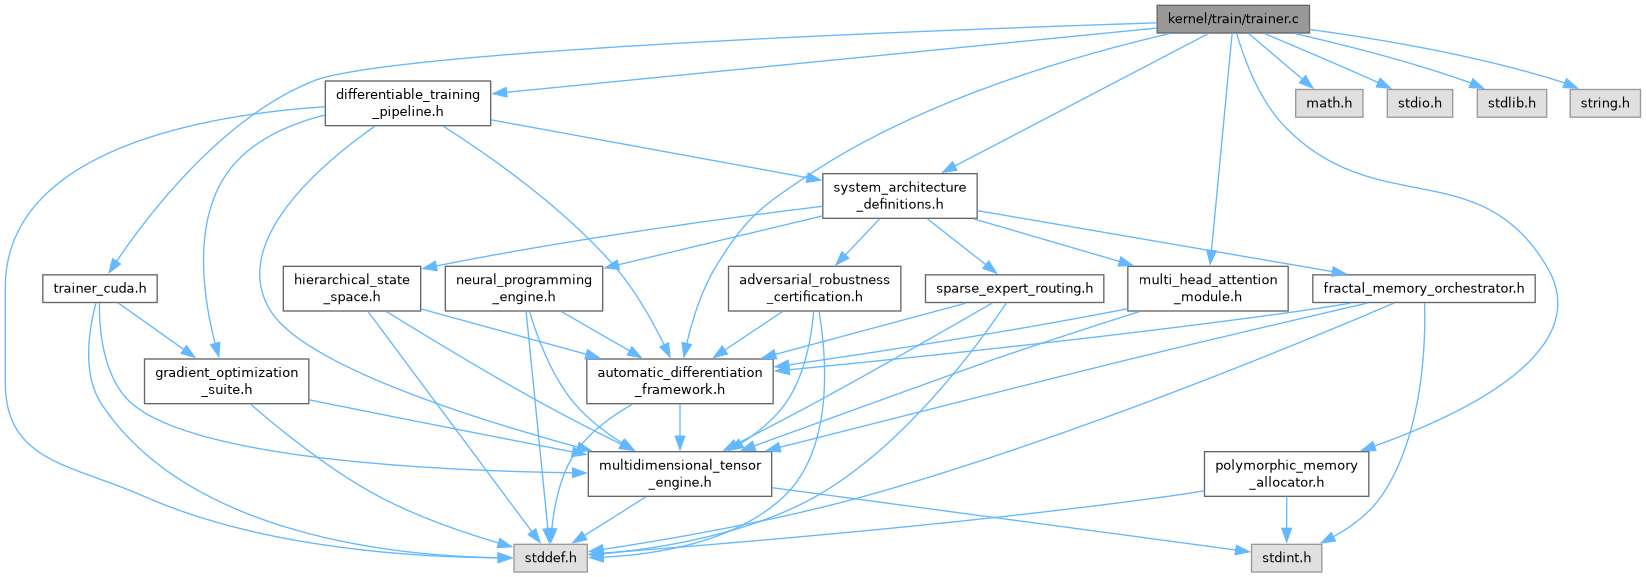 kernel/train/trainer.c
differentiable_training
_pipeline.h
math.h
stdio.h
stdlib.h
string.h
system_architecture
_definitions.h
trainer_cuda.h
hierarchical_state
_space.h
neural_programming
_engine.h
adversarial_robustness
_certification.h
sparse_expert_routing.h
multi_head_attention
_module.h
fractal_memory_orchestrator.h
gradient_optimization
_suite.h
automatic_differentiation
_framework.h
multidimensional_tensor
_engine.h
polymorphic_memory
_allocator.h
stddef.h
stdint.h